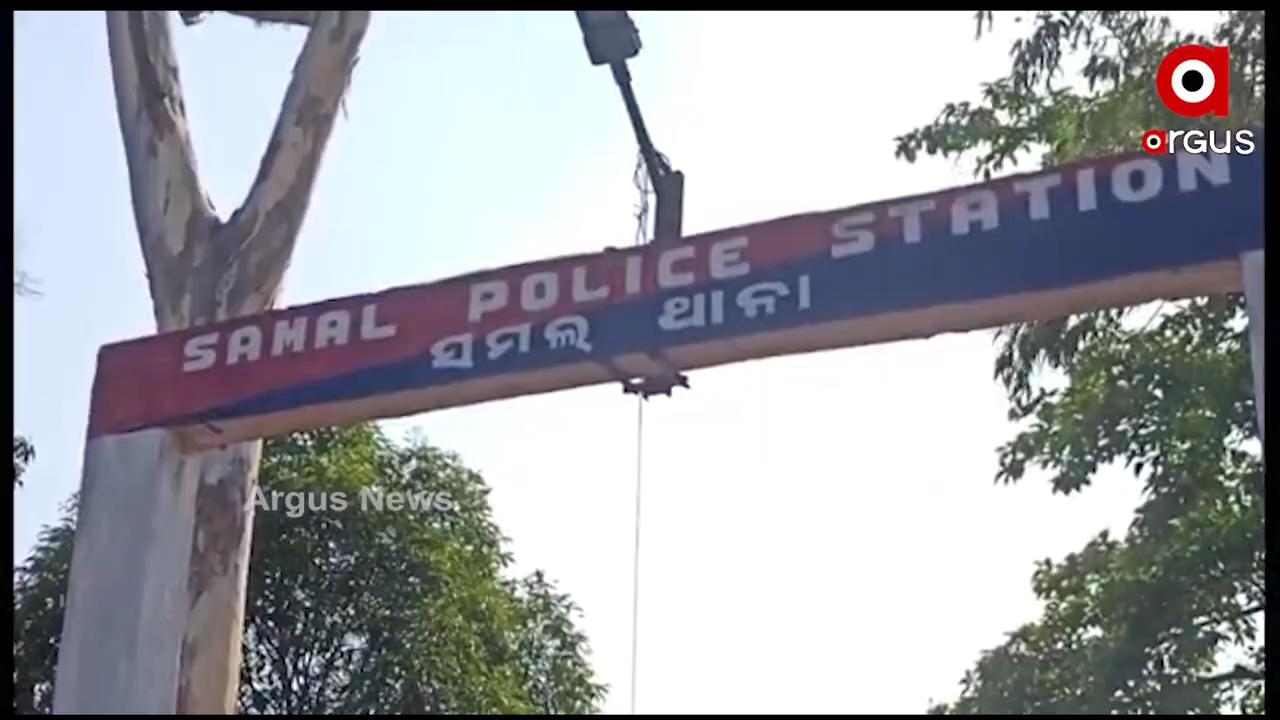 argus
SAMAL POLICE STATION
ସମଲ ଥାନା
Argus News